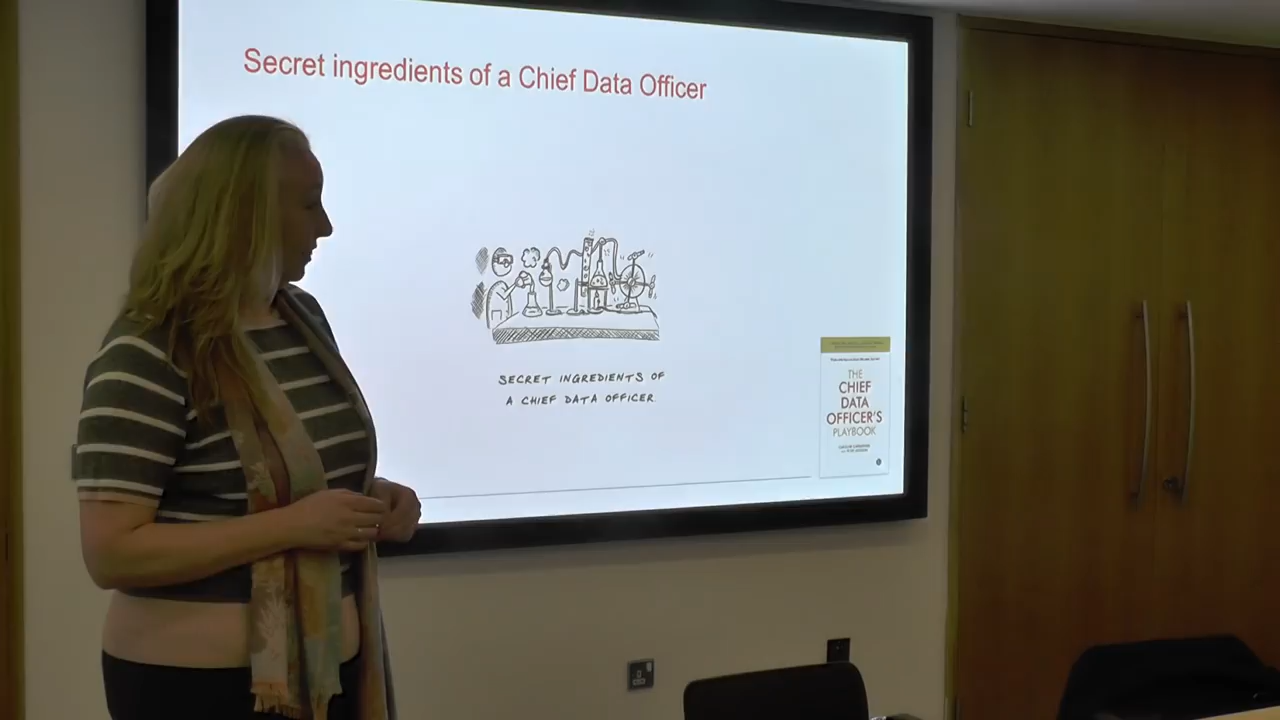 Secret ingredients of a Chief Data Officer
SECRET INGREDIENTS OF
A CHIEF DATA OFFICER
THE
CHIEF
DATA
OFFICER'S
PLAYBOOK